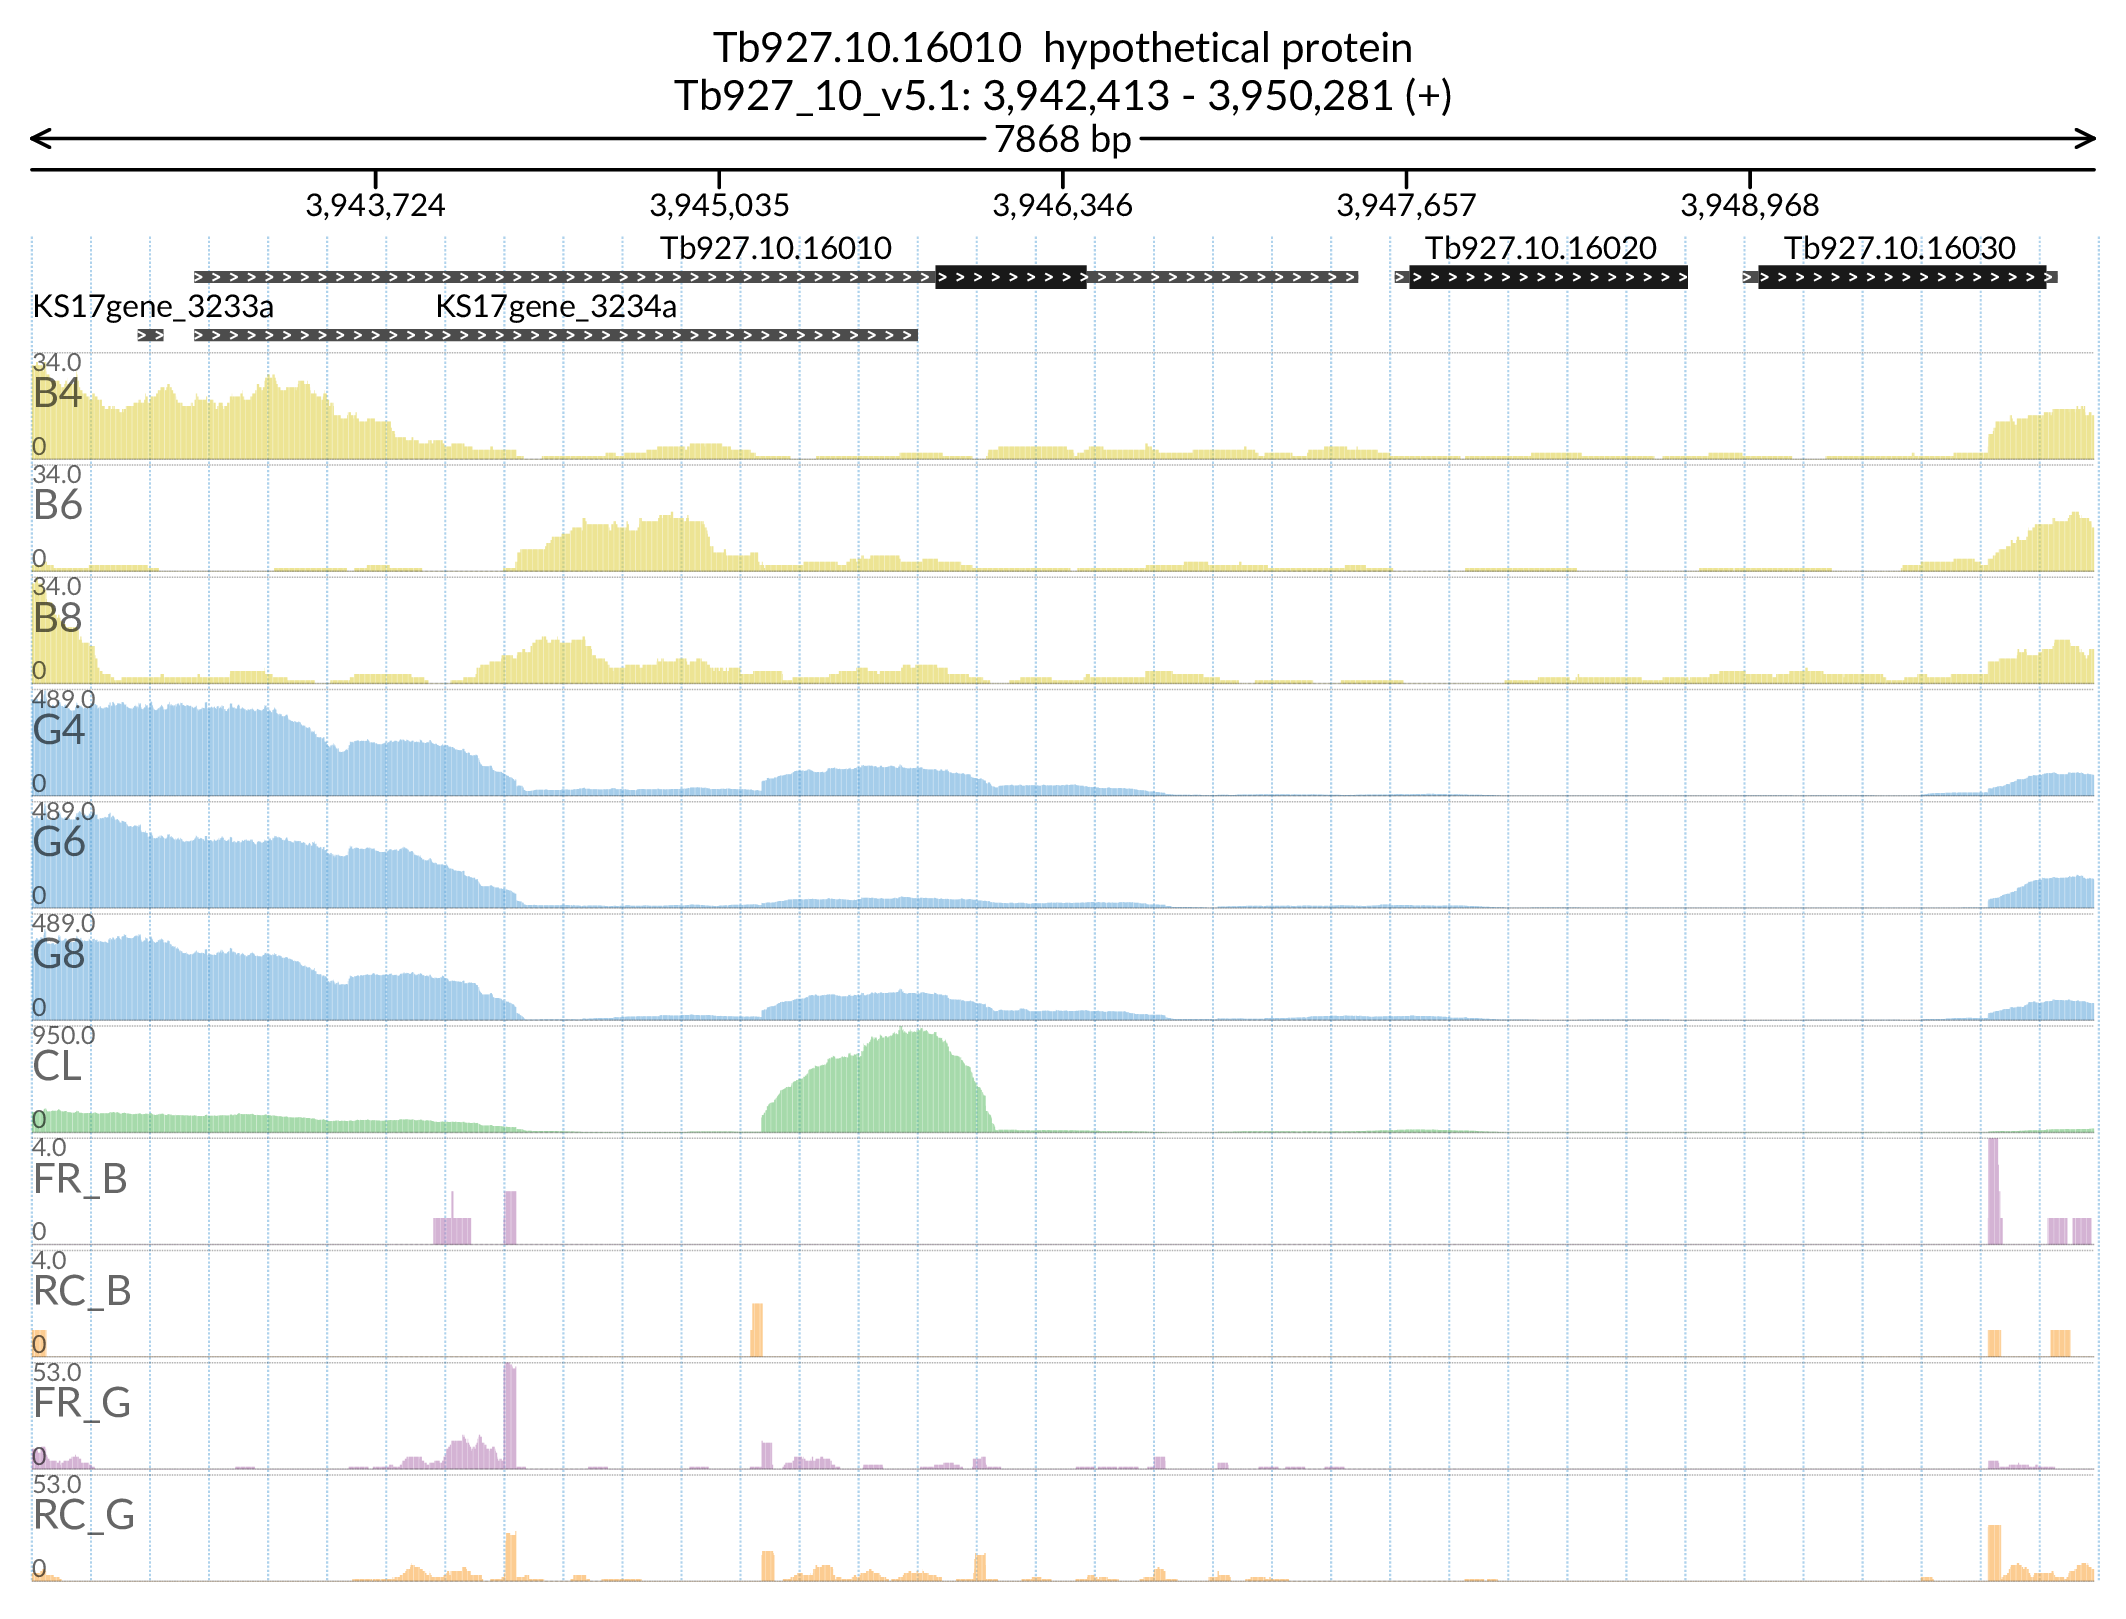 Tb927.10.16010  hypothetical protein
Tb927_10_v5.1: 3,942,413 - 3,950,281 (+)
7868 bp
3,943,724 3,945,035 3,946,346 3,947,657 3,948,968
Tb927.10.16010 Tb927.10.16020 Tb927.10.16030
KS17gene_3233a KS17gene_3234a
34.0
B4
0
34.0
B6
0
34.0
B8
0
489.0
G4
0
489.0
G6
0
489.0
G8
0
950.0
CL
0
4.0
FR_B
0
4.0
RC_B
0
53.0
FR_G
0
53.0
RC_G
0